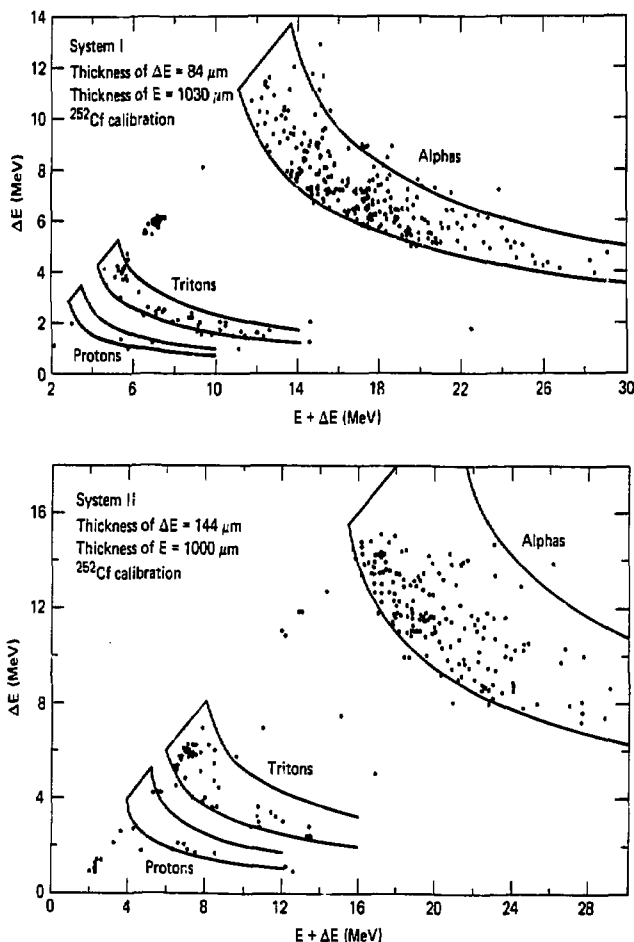 14
12
10
8
6
4
2
0
ΔE (MeV)
System I
Thickness of ΔE = 84 μm
Thickness of E = 1030 μm
²⁵²Cf calibration
Alphas
Tritons
Protons
2 6 10 14 18 22 26 30
E + ΔE (MeV)
16
12
8
4
0
ΔE (MeV)
System II
Thickness of ΔE = 144 μm
Thickness of E = 1000 μm
²⁵²Cf calibration
Alphas
Tritons
Protons
0 4 8 12 16 20 24 28
E + ΔE (MeV)